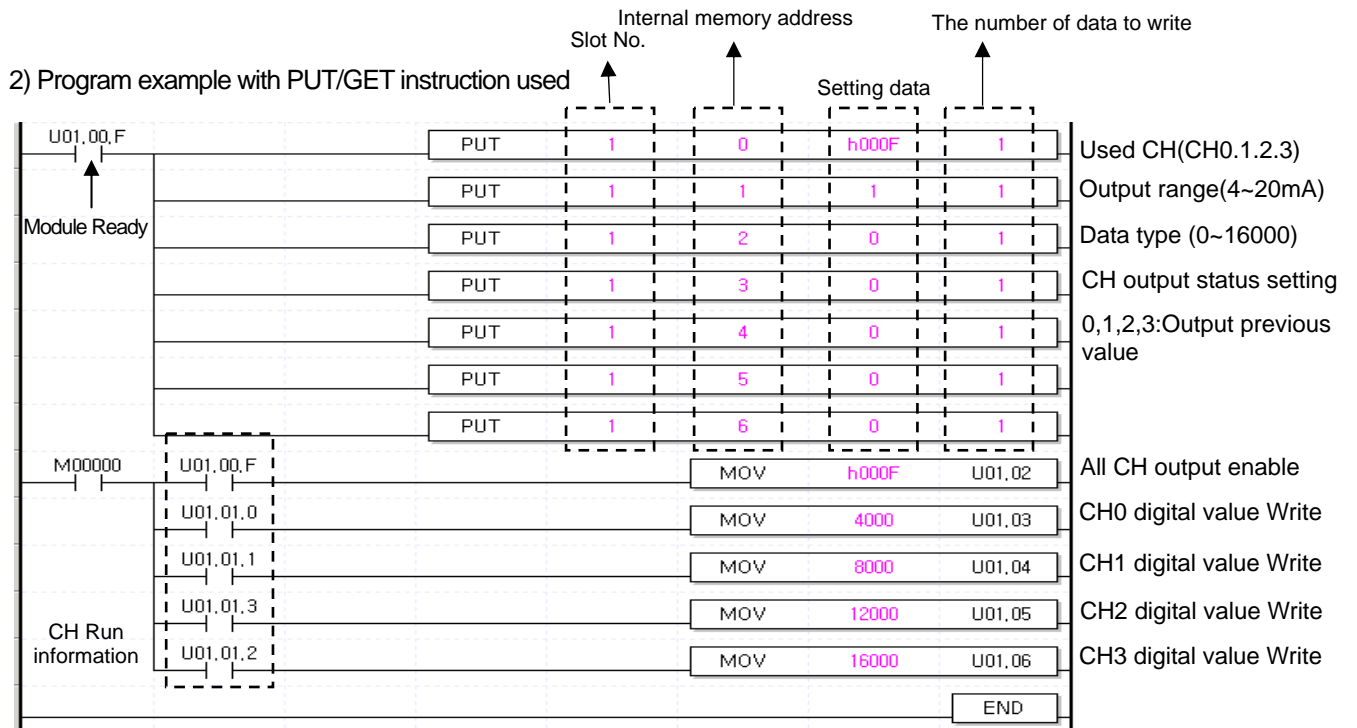 Internal memory address
The number of data to write
Slot No.
2) Program example with PUT/GET instruction used
Setting data
U01.00.F
PUT 1 0 h000F 1
Used CH(CH0.1.2.3)
PUT 1 1 1 1
Output range(4~20mA)
Module Ready
PUT 1 2 0 1
Data type (0~16000)
PUT 1 3 0 1
CH output status setting
PUT 1 4 0 1
0,1,2,3:Output previous
value
PUT 1 5 0 1
PUT 1 6 0 1
M00000 U01.00.F MOV h000F U01.02
All CH output enable
U01.01.0 MOV 4000 U01.03
CH0 digital value Write
U01.01.1 MOV 8000 U01.04
CH1 digital value Write
U01.01.3 MOV 12000 U01.05
CH2 digital value Write
CH Run
information
U01.01.2 MOV 16000 U01.06
CH3 digital value Write
END